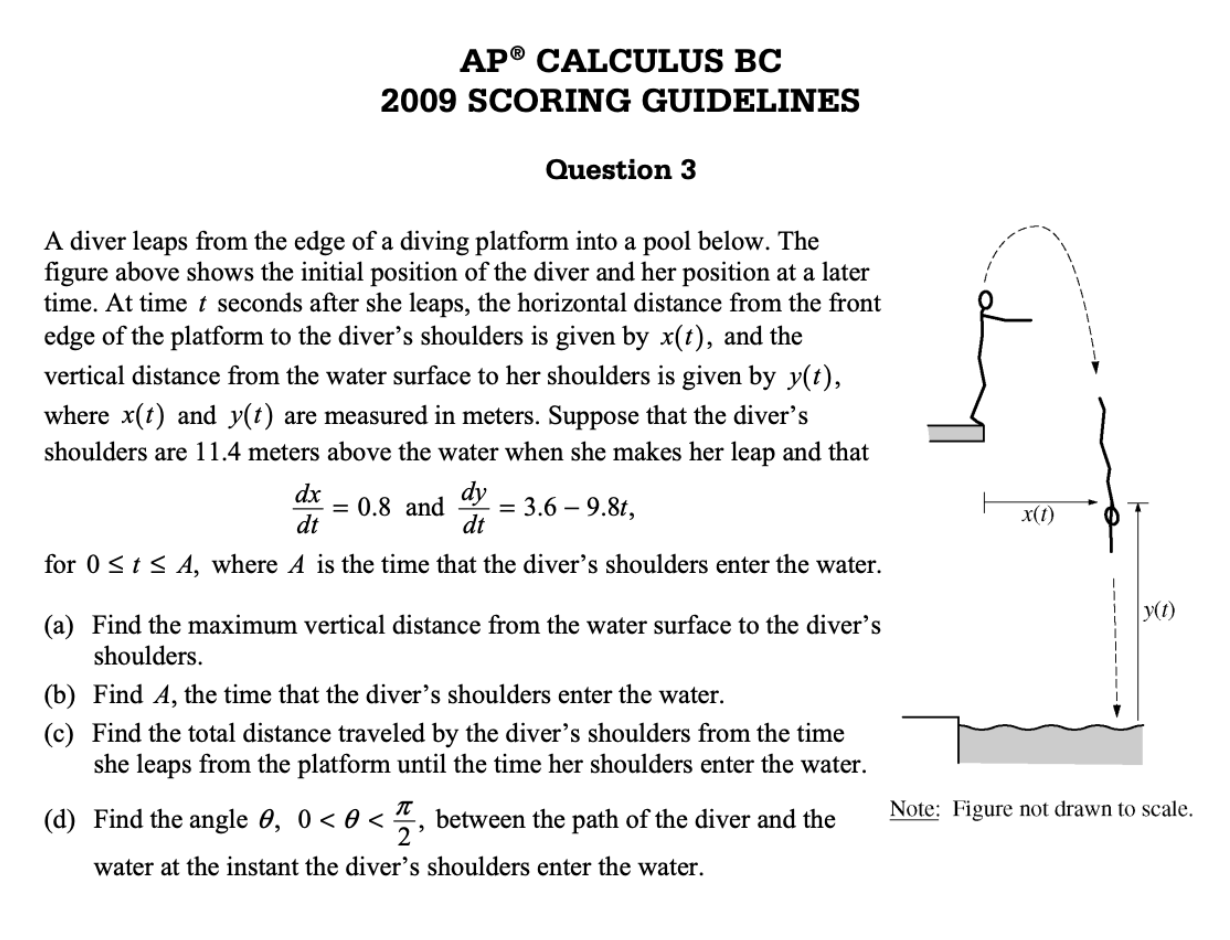 AP® CALCULUS BC
2009 SCORING GUIDELINES
Question 3
A diver leaps from the edge of a diving platform into a pool below. The
figure above shows the initial position of the diver and her position at a later
time. At time t seconds after she leaps, the horizontal distance from the front
edge of the platform to the diver’s shoulders is given by x(t), and the
vertical distance from the water surface to her shoulders is given by y(t),
where x(t) and y(t) are measured in meters. Suppose that the diver’s
shoulders are 11.4 meters above the water when she makes her leap and that
dx/dt = 0.8 and dy/dt = 3.6 – 9.8t,
for 0 ≤ t ≤ A, where A is the time that the diver’s shoulders enter the water.
(a) Find the maximum vertical distance from the water surface to the diver’s
shoulders.
(b) Find A, the time that the diver’s shoulders enter the water.
(c) Find the total distance traveled by the diver’s shoulders from the time
she leaps from the platform until the time her shoulders enter the water.
(d) Find the angle θ, 0 < θ < π/2, between the path of the diver and the
water at the instant the diver’s shoulders enter the water.
x(t)
y(t)
Note: Figure not drawn to scale.